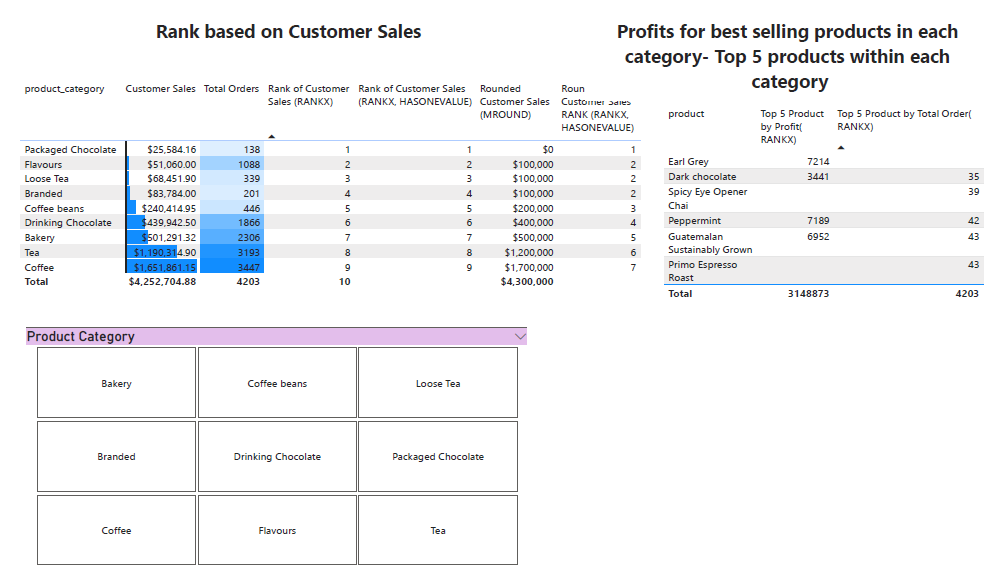 Rank based on Customer Sales
product_category Customer Sales Total Orders Rank of Customer Sales (RANKX) Rank of Customer Sales (RANKX, HASONEVALUE) Rounded Customer Sales (MROUND) Roun Customer Sales RANK (RANKX, HASONEVALUE)
Packaged Chocolate $25,584.16 138 1 1 $0 1
Flavours $51,060.00 1088 2 2 $100,000 2
Loose Tea $68,451.90 339 3 3 $100,000 2
Branded $83,784.00 201 4 4 $100,000 2
Coffee beans $240,414.95 446 5 5 $200,000 3
Drinking Chocolate $439,942.50 1866 6 6 $400,000 4
Bakery $501,291.32 2306 7 7 $500,000 5
Tea $1,190,314.90 3193 8 8 $1,200,000 6
Coffee $1,651,861.15 3447 9 9 $1,700,000 7
Total $4,252,704.88 4203 10 $4,300,000
Profits for best selling products in each
category- Top 5 products within each
category
product Top 5 Product by Profit( RANKX) Top 5 Product by Total Order( RANKX)
Earl Grey 7214
Dark chocolate 3441 35
Spicy Eye Opener 39
Chai
Peppermint 7189 42
Guatemalan 6952 43
Sustainably Grown
Primo Espresso 43
Roast
Total 3148873 4203
Product Category
Bakery Coffee beans Loose Tea
Branded Drinking Chocolate Packaged Chocolate
Coffee Flavours Tea